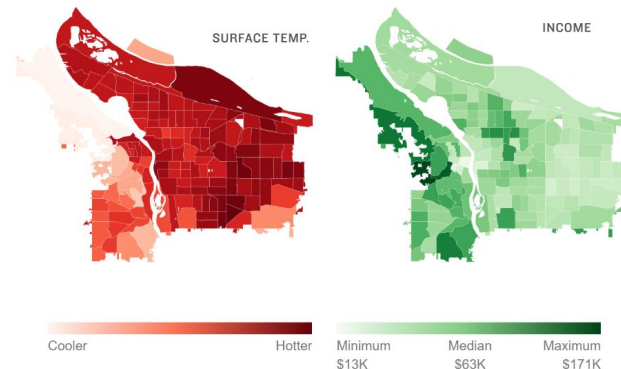 SURFACE TEMP.
INCOME
Cooler
Hotter
Minimum
Median
Maximum
$13K
$63K
$171K